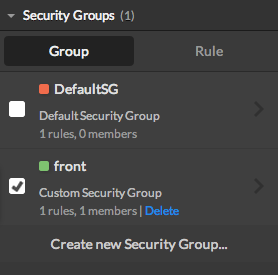 Security Groups (1)
Group
Rule
DefaultSG
Default Security Group
1 rules, 0 members
front
Custom Security Group
1 rules, 1 members | Delete
Create new Security Group...